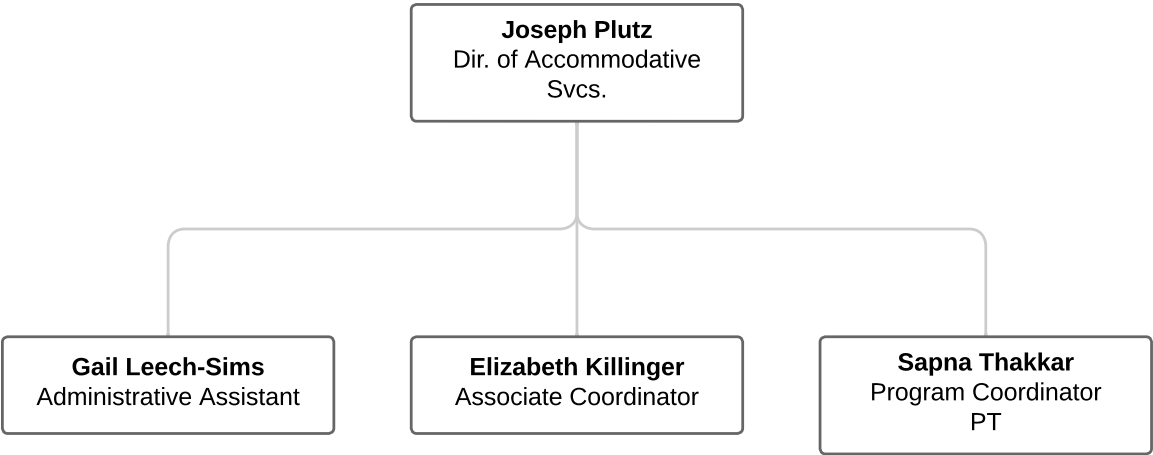 Joseph Plutz
Dir. of Accommodative
Svcs.
Gail Leech-Sims
Administrative Assistant
Elizabeth Killinger
Associate Coordinator
Sapna Thakkar
Program Coordinator
PT